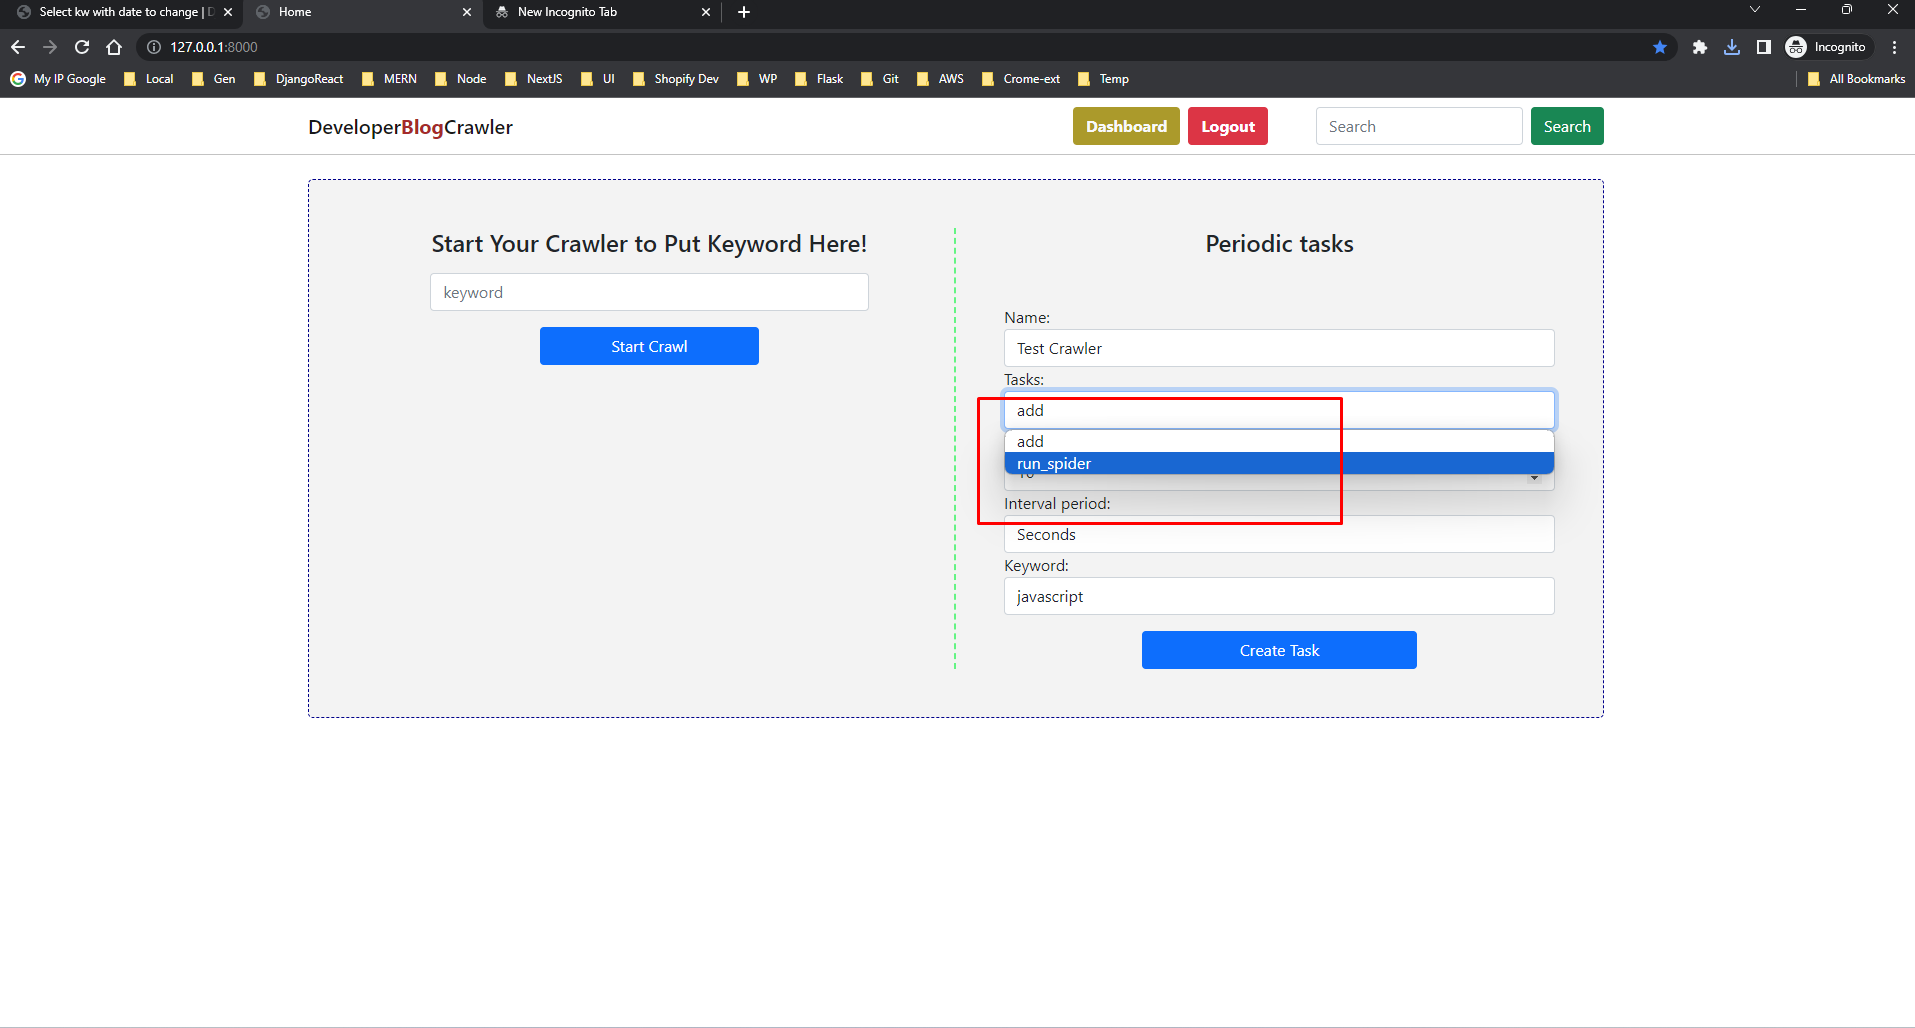 Select kw with date to change | D
Home
New Incognito Tab
127.0.0.1:8000
Incognito
My IP Google
Local
Gen
DjangoReact
MERN
Node
NextJS
UI
Shopify Dev
WP
Flask
Git
AWS
Crome-ext
Temp
All Bookmarks
DeveloperBlogCrawler
Dashboard
Logout
Search
Search
Start Your Crawler to Put Keyword Here!
keyword
Start Crawl
Periodic tasks
Name:
Test Crawler
Tasks:
add
add
run_spider
Interval period:
Seconds
Keyword:
javascript
Create Task